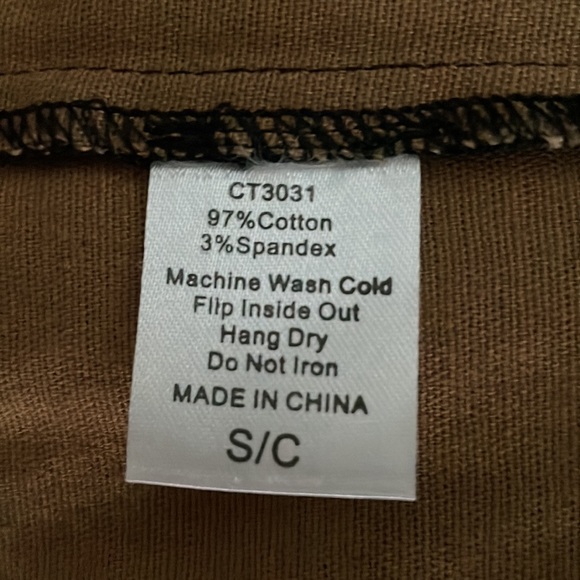 CT3031
97%Cotton
3%Spandex
Machine Wash Cold
Flip Inside Out
Hang Dry
Do Not Iron
MADE IN CHINA
S/C